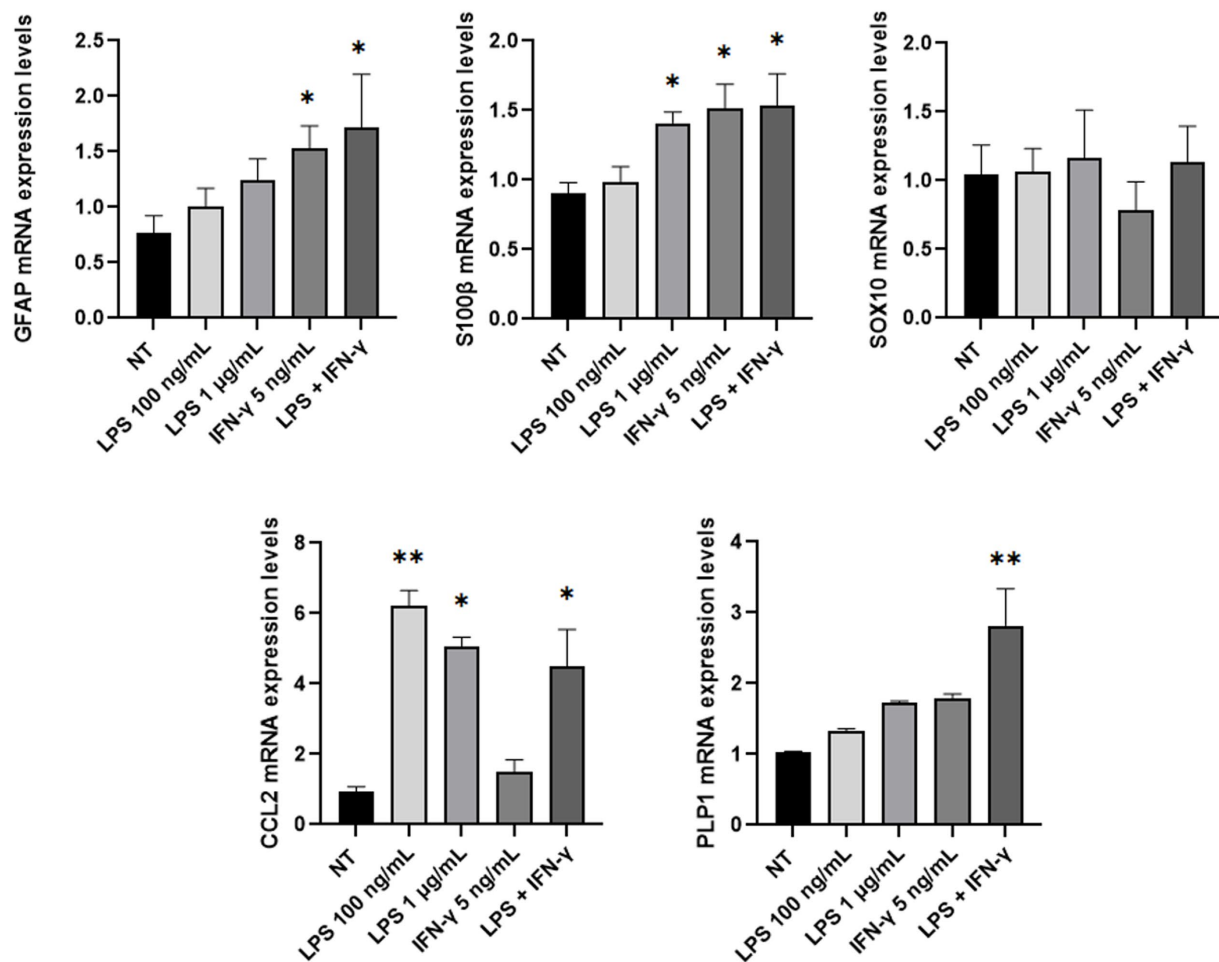 GFAP mRNA expression levels
2.5
2.0
1.5
1.0
0.5
0.0
*
*
NT
LPS 100 ng/mL
LPS 1 µg/mL
IFN-γ 5 ng/mL
LPS + IFN-γ
S100β mRNA expression levels
2.0
1.5
1.0
0.5
0.0
*
*
*
NT
LPS 100 ng/mL
LPS 1 µg/mL
IFN-γ 5 ng/mL
LPS + IFN-γ
SOX10 mRNA expression levels
2.0
1.5
1.0
0.5
0.0
NT
LPS 100 ng/mL
LPS 1 µg/mL
IFN-γ 5 ng/mL
LPS + IFN-γ
CCL2 mRNA expression levels
8
6
4
2
0
**
*
*
NT
LPS 100 ng/mL
LPS 1 µg/mL
IFN-γ 5 ng/mL
LPS + IFN-γ
PLP1 mRNA expression levels
4
3
2
1
0
**
NT
LPS 100 ng/mL
LPS 1 µg/mL
IFN-γ 5 ng/mL
LPS + IFN-γ